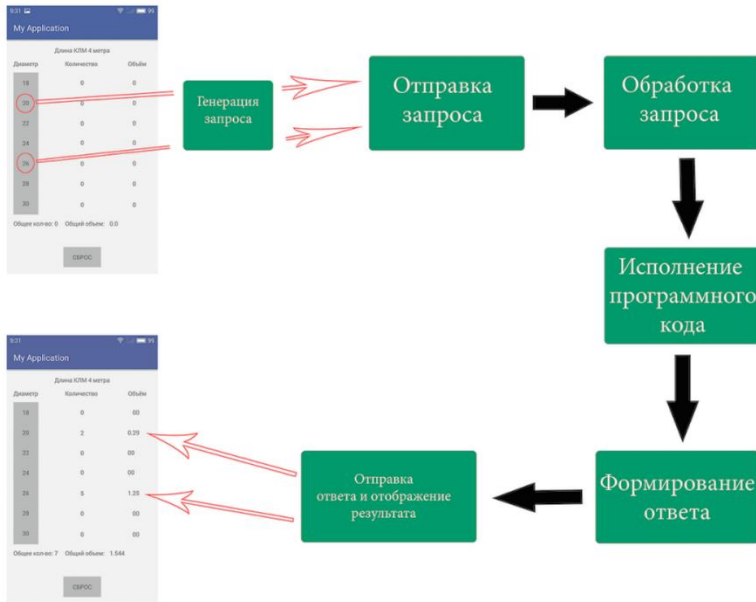 9:31
My Application
Длина КЛМ 4 метра
Диаметр Количество Объём
18 0 0
20 0 0
22 0 0
24 0 0
26 0 0
28 0 0
30 0 0
Общее кол-во: 0 Общий объем: 0.0
СБРОС
Генерация
запроса
Отправка
запроса
Обработка
запроса
Исполнение
программного
кода
Формирование
ответа
Отправка
ответа и отображение
результата
9:31
My Application
Длина КЛМ 4 метра
Диаметр Количество Объём
18 0 00
20 2 0.29
22 0 00
24 0 00
26 5 1.25
28 0 00
30 0 00
Общее кол-во: 7 Общий объем: 1.544
СБРОС